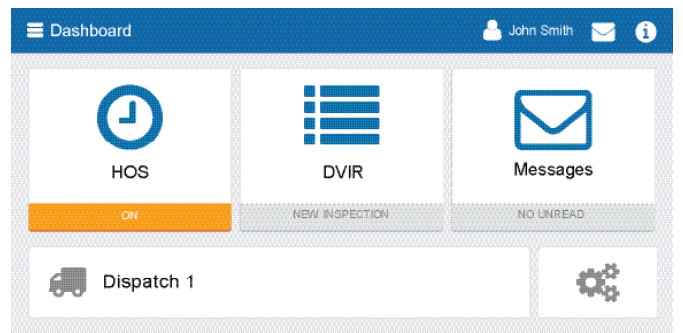 Dashboard
John Smith
HOS
DVIR
Messages
ON
NEW INSPECTION
NO UNREAD
Dispatch 1